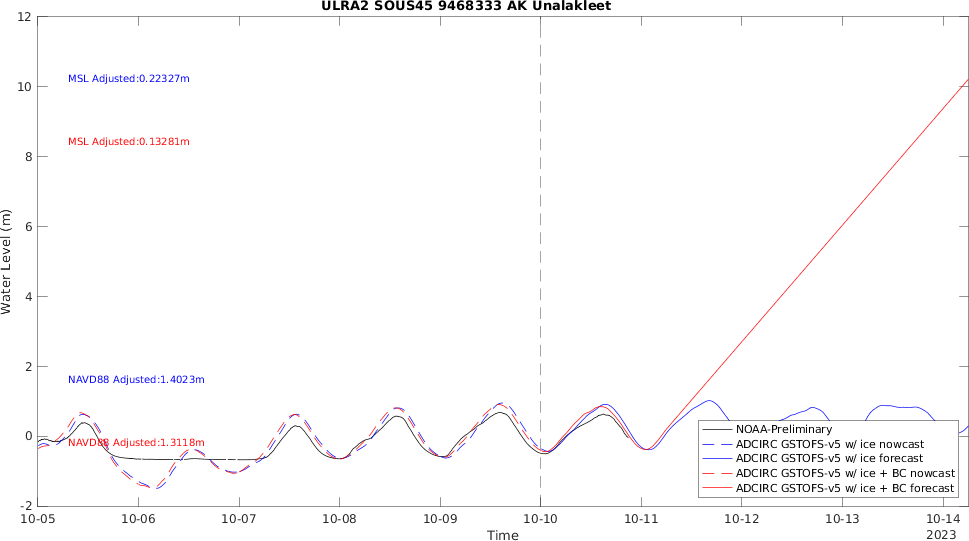 ULRA2 SOUS45 9468333 AK Unalakleet
12
10
8
6
4
2
0
-2
Water Level (m)
MSL Adjusted:0.22327m
MSL Adjusted:0.13281m
NAVD88 Adjusted:1.4023m
NAVD88 Adjusted:1.3118m
NOAA-Preliminary
ADCIRC GSTOFS-v5 w/ ice nowcast
ADCIRC GSTOFS-v5 w/ ice forecast
ADCIRC GSTOFS-v5 w/ ice + BC nowcast
ADCIRC GSTOFS-v5 w/ ice + BC forecast
10-05 10-06 10-07 10-08 10-09 10-10 10-11 10-12 10-13 10-14
Time
2023